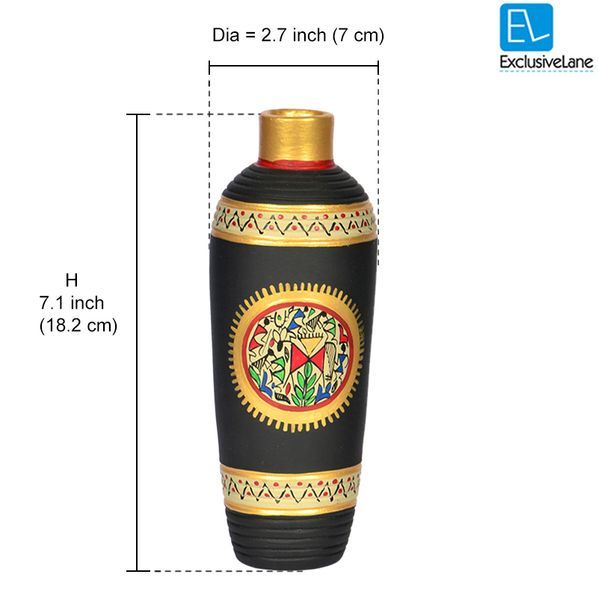 Dia = 2.7 inch (7 cm)
EL
ExclusiveLane
H
7.1 inch
(18.2 cm)